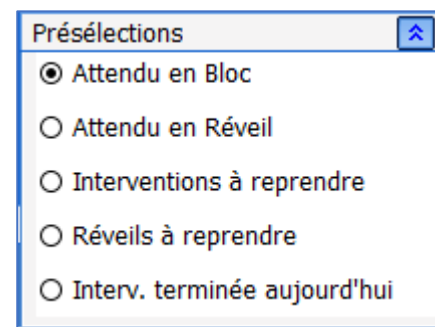 Présélections
Attendu en Bloc
Attendu en Réveil
Interventions à reprendre
Réveils à reprendre
Interv. terminée aujourd'hui